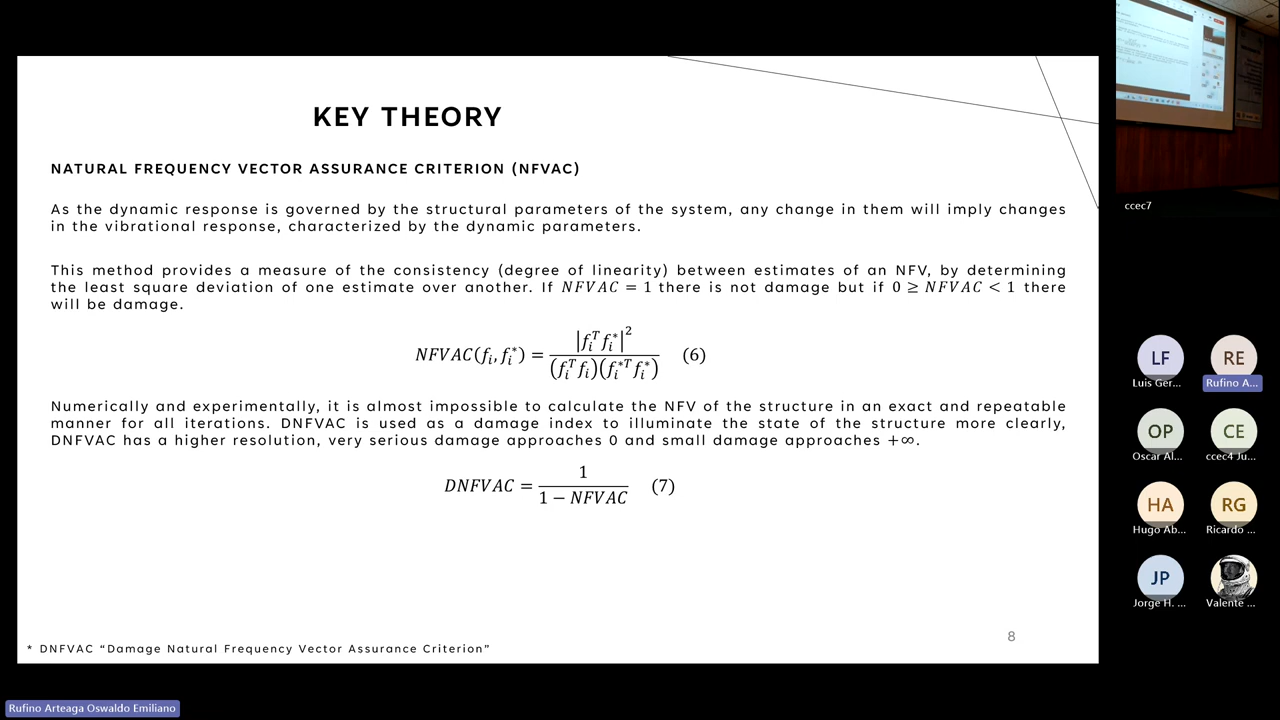 KEY THEORY
NATURAL FREQUENCY VECTOR ASSURANCE CRITERION (NFVAC)
As the dynamic response is governed by the structural parameters of the system, any change in them will imply changes
in the vibrational response, characterized by the dynamic parameters.
This method provides a measure of the consistency (degree of linearity) between estimates of an NFV, by determining
the least square deviation of one estimate over another. If NFVAC = 1 there is not damage but if 0 ≥ NFVAC < 1 there
will be damage.
NFVAC(f_i, f_i^*) = |f_i^T f_i^*|^2 / (f_i^T f_i)(f_i^{*T} f_i^*) (6)
Numerically and experimentally, it is almost impossible to calculate the NFV of the structure in an exact and repeatable
manner for all iterations. DNFVAC is used as a damage index to illuminate the state of the structure more clearly,
DNFVAC has a higher resolution, very serious damage approaches 0 and small damage approaches +∞.
DNFVAC = 1 / (1 − NFVAC) (7)
8
* DNFVAC “Damage Natural Frequency Vector Assurance Criterion”
Rufino Arteaga Oswaldo Emiliano
ccec7
LF RE
Luis Ger... Rufino A...
OP CE
Oscar Al... ccec4 Ju...
HA RG
Hugo Ab... Ricardo ...
JP
Jorge H. ... Valente ...